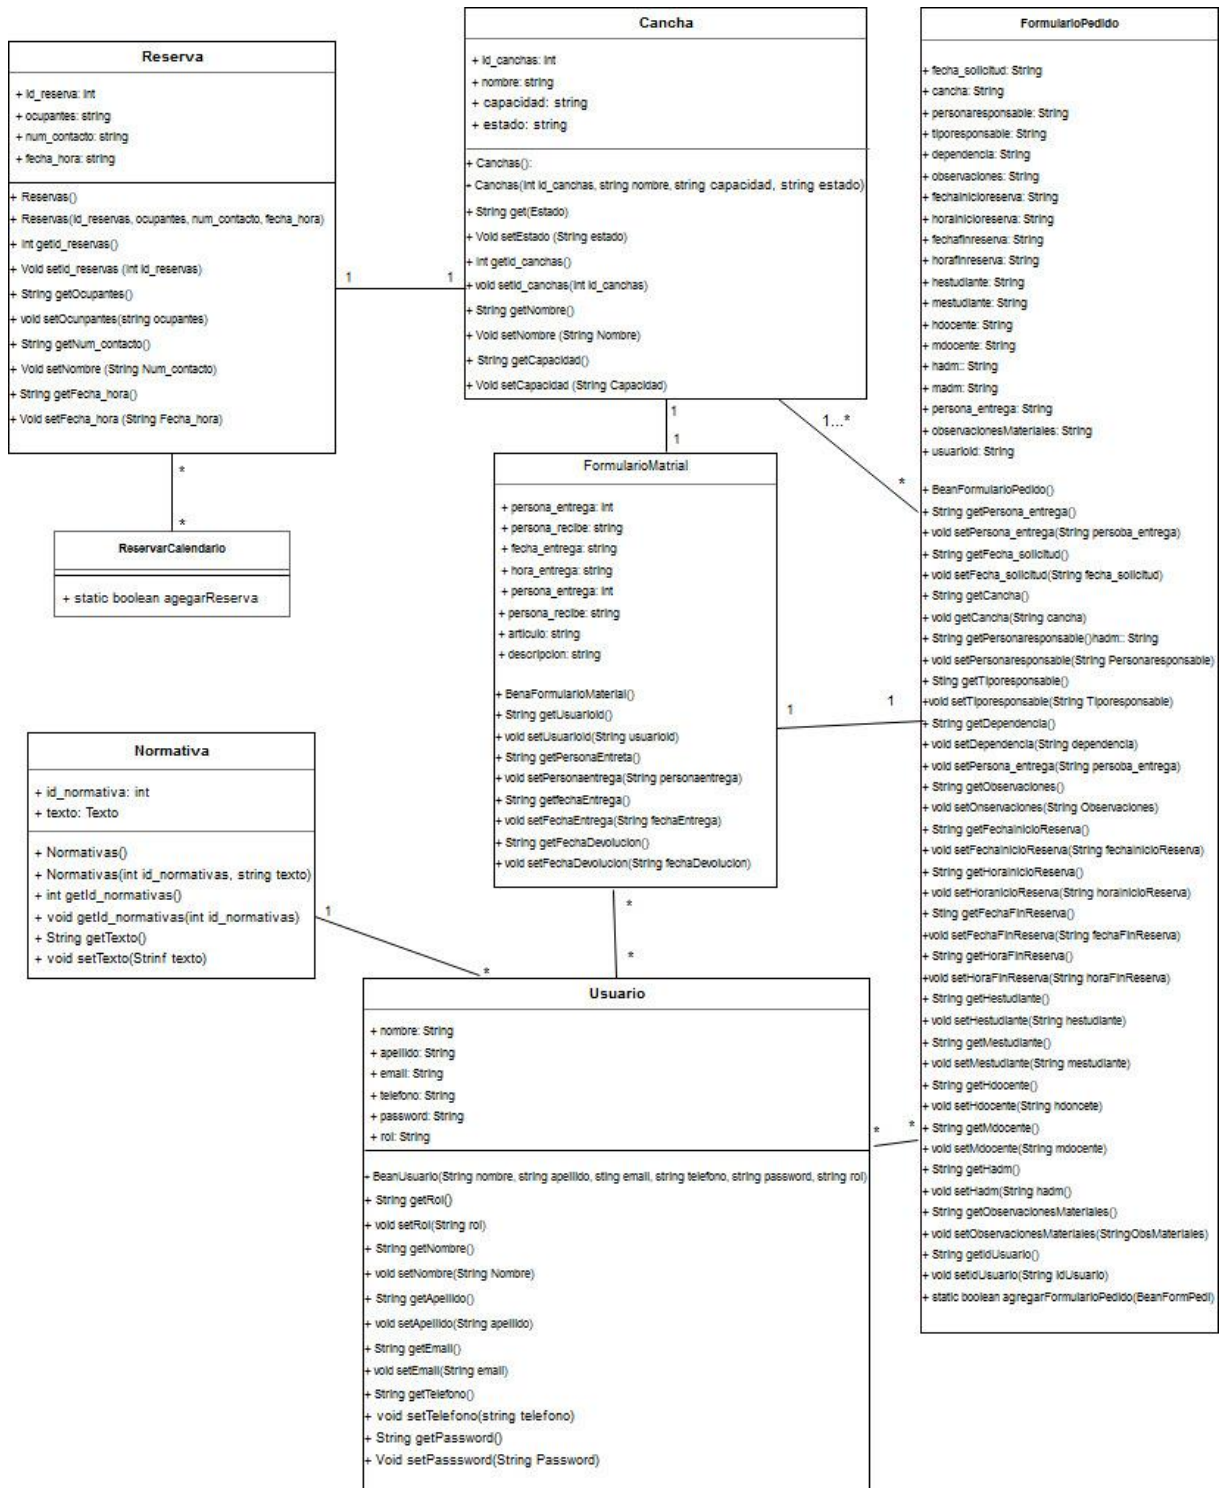 Reserva
+ id_reserva: int
+ ocupantes: string
+ num_contacto: string
+ fecha_hora: string
+ Reservas()
+ Reservas(id_reservas, ocupantes, num_contacto, fecha_hora)
+ int getid_reservas()
+ Void setid_reservas (int id_reservas)
+ String getOcupantes()
+ void setOcunpantes(string ocupantes)
+ String getNum_contacto()
+ Void setNombre (String Num_contacto)
+ String getFecha_hora()
+ Void setFecha_hora (String Fecha_hora)
1
1
Cancha
+ id_canchas: int
+ nombre: string
+ capacidad: string
+ estado: string
+ Canchas():
+ Canchas(int id_canchas, string nombre, string capacidad, string estado)
+ String get(Estado)
+ Void setEstado (String estado)
+ int getid_canchas()
+ void setid_canchas(int id_canchas)
+ String getNombre()
+ Void setNombre (String Nombre)
+ String getCapacidad()
+ Void setCapacidad (String Capacidad)
1
1
1...*
*
*
*
ReservarCalendario
+ static boolean agegarReserva
FormularioMatrial
+ persona_entrega: int
+ persona_recibe: string
+ fecha_entrega: string
+ hora_entrega: string
+ persona_entrega: int
+ persona_recibe: string
+ articulo: string
+ descripcion: string
+ BenaFormularioMaterial()
+ String getUsuarioId()
+ void setUsuarioId(String usuarioId)
+ String getPersonaEntreta()
+ void setPersonaentrega(String personaentrega)
+ String getfechaEntrega()
+ void setFechaEntrega(String fechaEntrega)
+ String getFechaDevolucion()
+ void setFechaDevolucion(String fechaDevolucion)
1
1
*
*
Normativa
+ id_normativa: int
+ texto: Texto
+ Normativas()
+ Normativas(int id_normativas, string texto)
+ int getId_normativas()
+ void getId_normativas(int id_normativas)
+ String getTexto()
+ void setTexto(Strinf texto)
1
*
Usuario
+ nombre: String
+ apellido: String
+ email: String
+ telefono: String
+ password: String
+ rol: String
+ BeanUsuario(String nombre, string apellido, sting email, string telefono, string password, string rol)
+ String getRol()
+ void setRol(String rol)
+ String getNombre()
+ void setNombre(String Nombre)
+ String getApellido()
+ void setApellido(String apellido)
+ String getEmail()
+ void setEmail(String email)
+ String getTelefono()
+ void setTelefono(string telefono)
+ String getPassword()
+ Void setPasssword(String Password)
*
*
FormularioPedido
+ fecha_solicitud: String
+ cancha: String
+ personaresponsable: String
+ tiporesponsable: String
+ dependencia: String
+ observaciones: String
+ fechainicioreserva: String
+ horainicioreserva: String
+ fechafinreserva: String
+ horafinreserva: String
+ hestudiante: String
+ mestudiante: String
+ hdocente: String
+ mdocente: String
+ hadm:: String
+ madm: String
+ persona_entrega: String
+ observacionesMateriales: String
+ usuarioId: String
+ BeanFormularioPedido()
+ String getPersona_entrega()
+ void setPersona_entrega(String persoba_entrega)
+ String getFecha_solicitud()
+ void setFecha_solicitud(String fecha_solicitud)
+ String getCancha()
+ void getCancha(String cancha)
+ String getPersonaresponsable()hadm:: String
+ void setPersonaresponsable(String Personaresponsable)
+ Sting getTiporesponsable()
+void setTiporesponsable(String Tiporesponsable)
+ String getDependencia()
+ void setDependencia(String dependencia)
+ void setPersona_entrega(String persoba_entrega)
+ String getObservaciones()
+ void setOnservaciones(String Observaciones)
+ String getFechainicioReserva()
+ void setFechainicioReserva(String fechainicioReserva)
+ String getHorainicioReserva()
+ void setHoranicioReserva(String horainicioReserva)
+ Sting getFechaFinReserva()
+void setFechaFinReserva(String fechaFinReserva)
+ String getHoraFinReserva()
+void setHoraFinReserva(String horaFinReserva)
+ String getHestudiante()
+ void setHestudiante(String hestudiante)
+ String getMestudiante()
+ void setMestudiante(String mestudiante)
+ String getHdocente()
+ void setHdocente(String hdoncete)
+ String getMdocente()
+ void setMdocente(String mdocente)
+ String getHadm()
+ void setHadm(String hadm()
+ String getObservacionesMateriales()
+ void setObservacionesMateriales(StringObsMateriales)
+ String getidUsuario()
+ void setidUsuario(String idUsuario)
+ static boolean agregarFormularioPedido(BeanFormPedi)